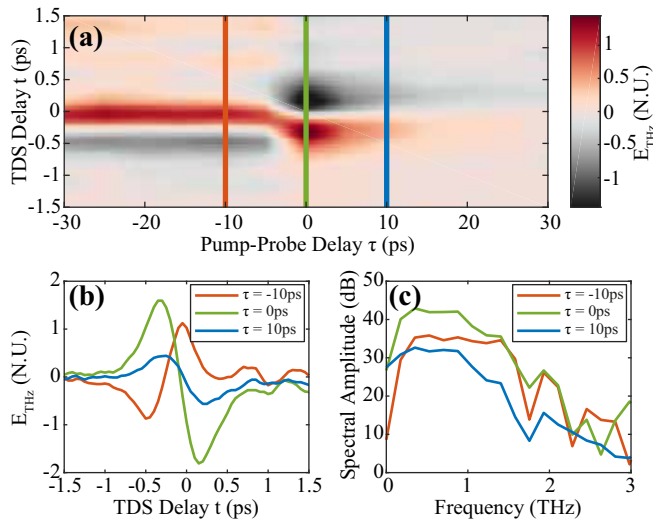 (a)
TDS Delay t (ps)
1.5
1
0.5
0
-0.5
-1
1.5
-30 -20 -10 0 10 20 30
Pump-Probe Delay τ (ps)
1
0.5
0
-0.5
-1
E_THz (N.U.)
(b)
τ = -10ps
τ = 0ps
τ = 10ps
E_THz (N.U.)
2
1
0
-1
-2
-1.5 -1 -0.5 0 0.5 1 1.5
TDS Delay t (ps)
(c)
τ = -10ps
τ = 0ps
τ = 10ps
Spectral Amplitude (dB)
50
40
30
20
10
0
0 1 2 3
Frequency (THz)